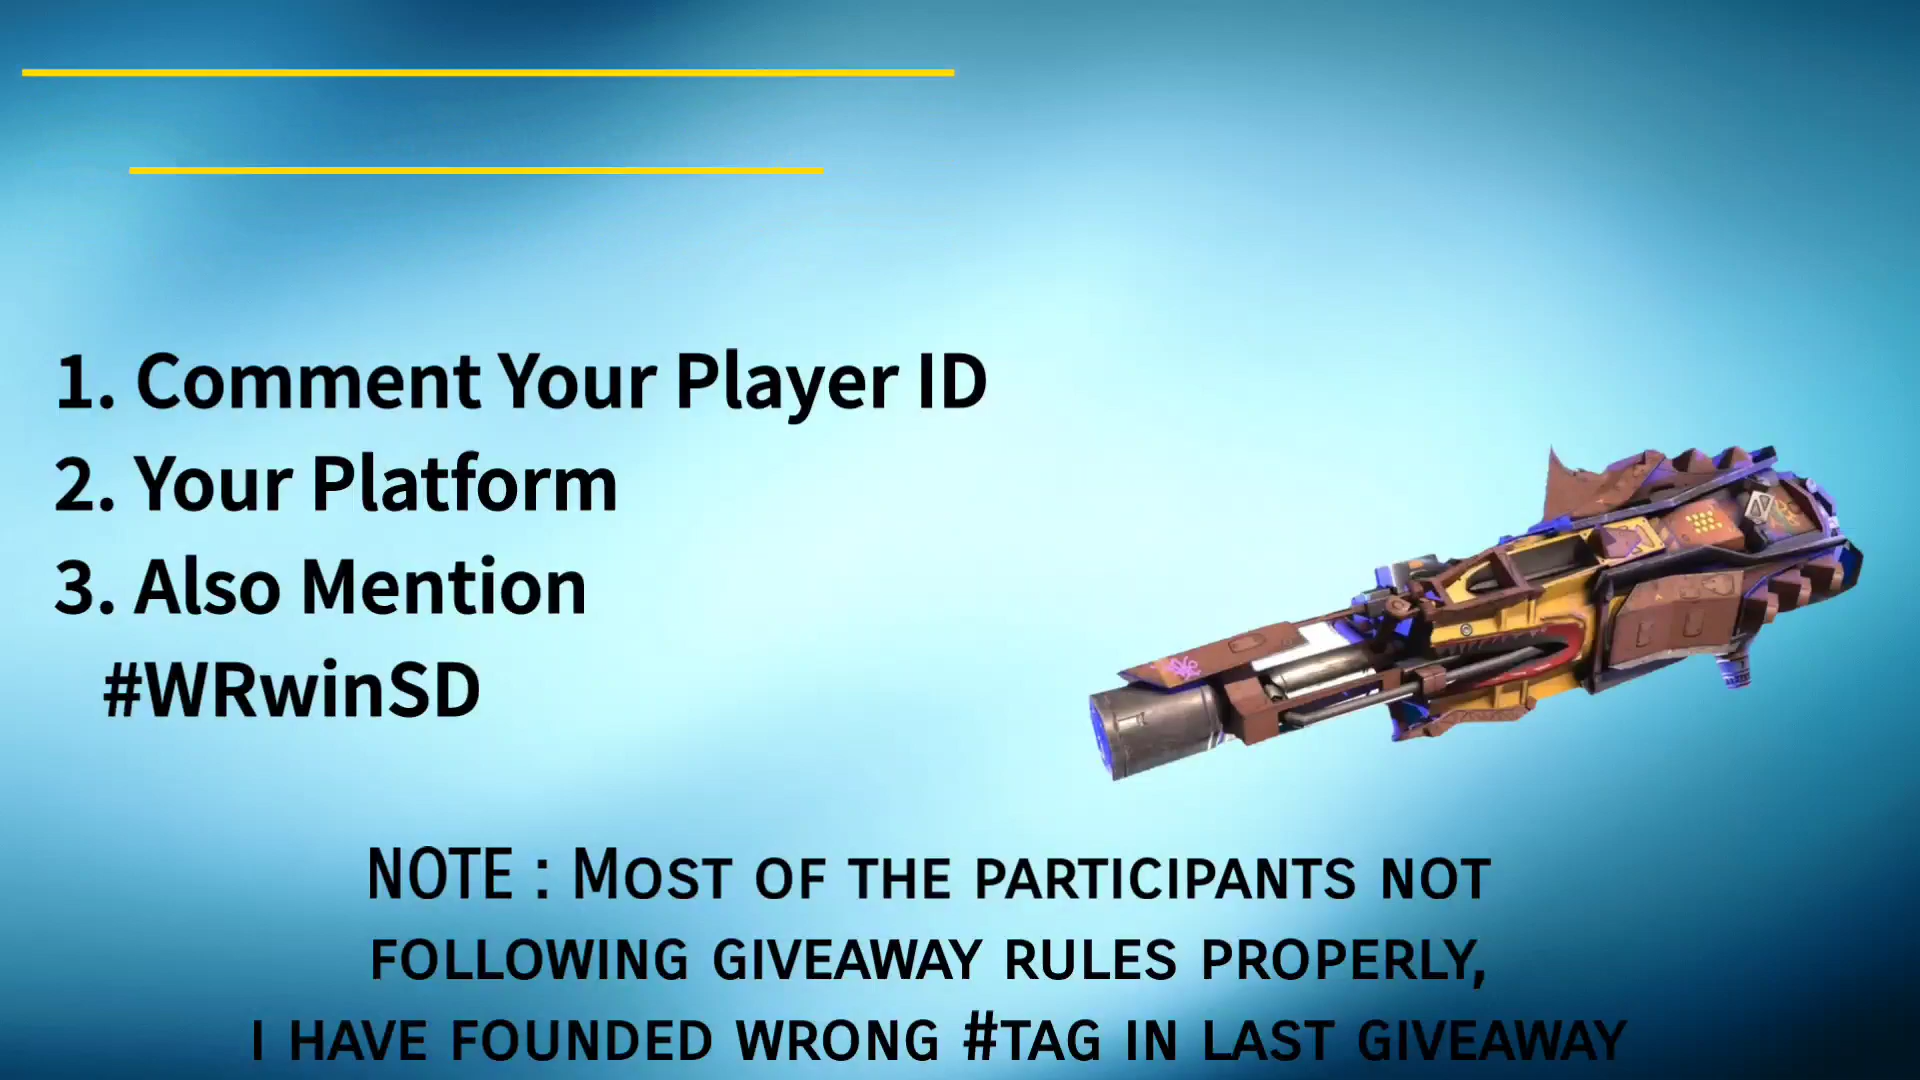 1. Comment Your Player ID
2. Your Platform
3. Also Mention
#WRwinSD
NOTE : Most of the participants not
following giveaway rules properly,
i have founded wrong #tag in last giveaway